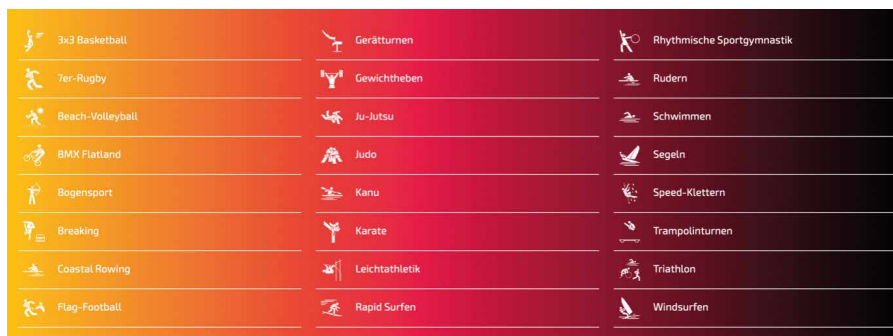 3x3 Basketball
7er-Rugby
Beach-Volleyball
BMX Flatland
Bogensport
Breaking
Coastal Rowing
Flag-Football
Gerätturnen
Gewichtheben
Ju-Jutsu
Judo
Kanu
Karate
Leichtathletik
Rapid Surfen
Rhythmische Sportgymnastik
Rudern
Schwimmen
Segeln
Speed-Klettern
Trampolinturnen
Triathlon
Windsurfen